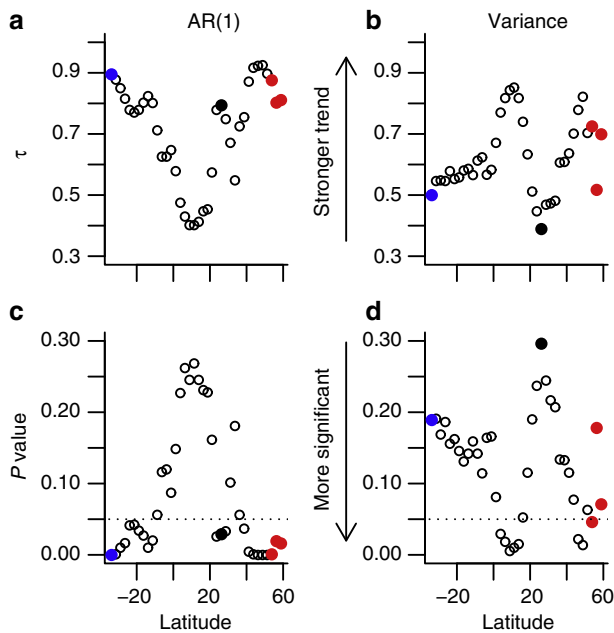 a
AR(1)
b
Variance
0.9
0.7
0.5
0.3
τ
Stronger trend
0.9
0.7
0.5
0.3
c
d
0.30
0.20
0.10
0.00
P value
More significant
0.30
0.20
0.10
0.00
−20 20 60
Latitude
−20 20 60
Latitude